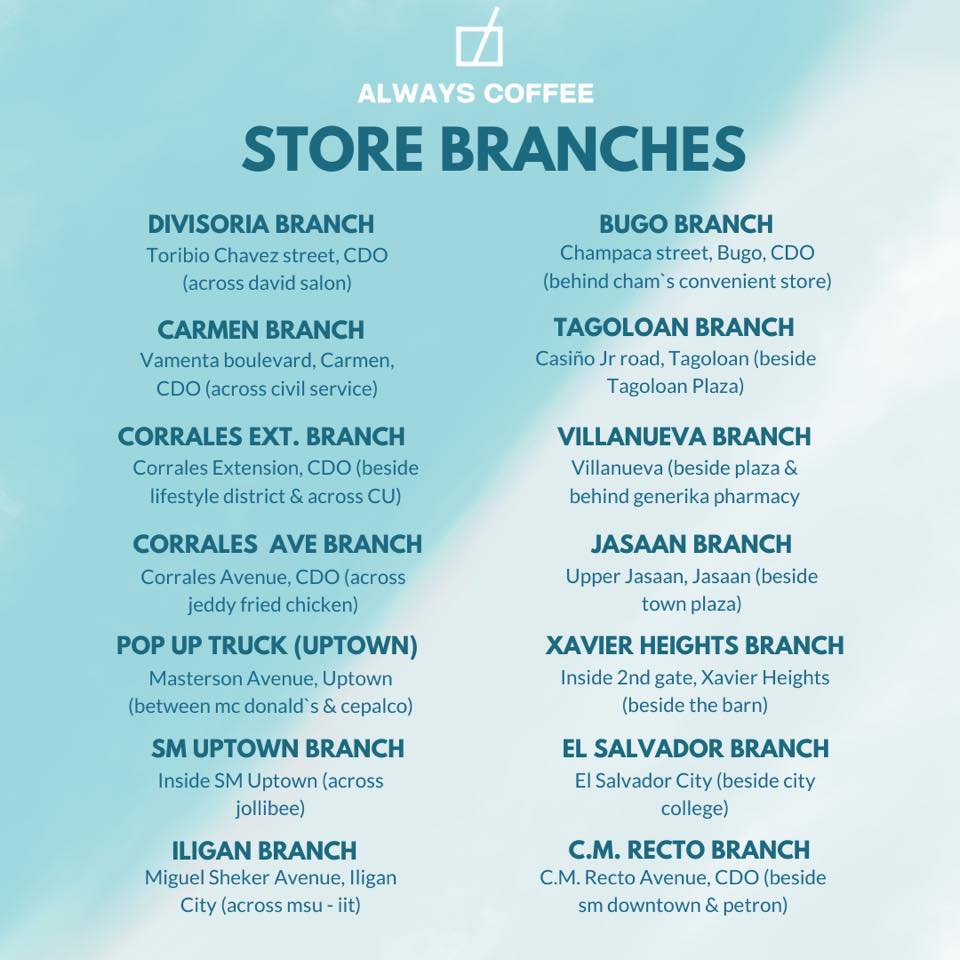 ALWAYS COFFEE
STORE BRANCHES
DIVISORIA BRANCH
Toribio Chavez street, CDO
(across david salon)
CARMEN BRANCH
Vamenta boulevard, Carmen,
CDO (across civil service)
CORRALES EXT. BRANCH
Corrales Extension, CDO (beside
lifestyle district & across CU)
CORRALES  AVE BRANCH
Corrales Avenue, CDO (across
jeddy fried chicken)
POP UP TRUCK (UPTOWN)
Masterson Avenue, Uptown
(between mc donald`s & cepalco)
SM UPTOWN BRANCH
Inside SM Uptown (across
jollibee)
ILIGAN BRANCH
Miguel Sheker Avenue, Iligan
City (across msu - iit)
BUGO BRANCH
Champaca street, Bugo, CDO
(behind cham`s convenient store)
TAGOLOAN BRANCH
Casiño Jr road, Tagoloan (beside
Tagoloan Plaza)
VILLANUEVA BRANCH
Villanueva (beside plaza &
behind generika pharmacy
JASAAN BRANCH
Upper Jasaan, Jasaan (beside
town plaza)
XAVIER HEIGHTS BRANCH
Inside 2nd gate, Xavier Heights
(beside the barn)
EL SALVADOR BRANCH
El Salvador City (beside city
college)
C.M. RECTO BRANCH
C.M. Recto Avenue, CDO (beside
sm downtown & petron)